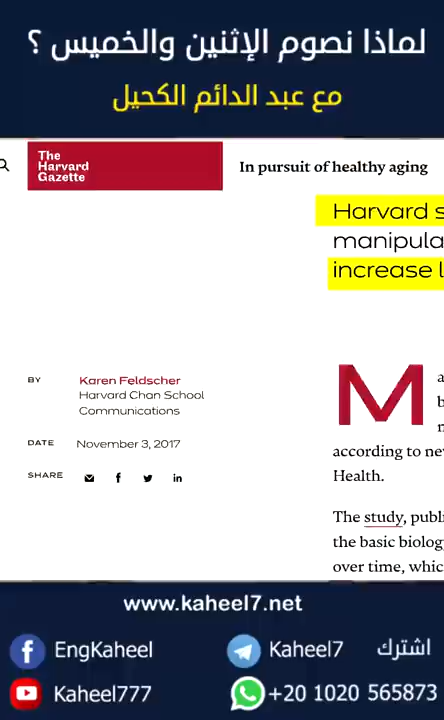 لماذا نصوم الإثنين والخميس ؟
مع عبد الدائم الكحيل
The
Harvard
Gazette
In pursuit of healthy aging
Harvard
manipula
increase
BY
Karen Feldscher
Harvard Chan School
Communications
DATE
November 3, 2017
SHARE
M
according to
Health.
The study, publ
the basic biolog
over time, whic
www.kaheel7.net
EngKaheel
Kaheel7
اشترك
Kaheel777
+20 1020 565873